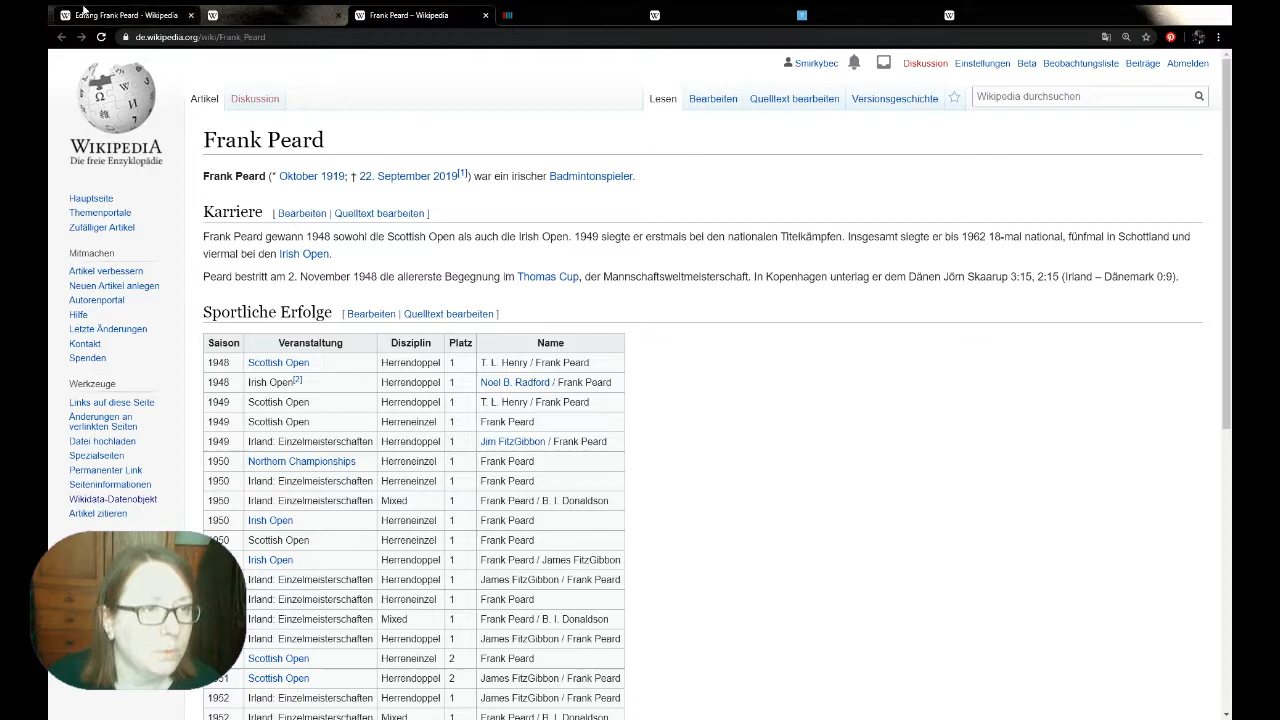 Editing Frank Peard - Wikipedia
Frank Peard – Wikipedia
de.wikipedia.org/wiki/Frank_Peard
Smirkybec Diskussion Einstellungen Beta Beobachtungsliste Beiträge Abmelden
Artikel Diskussion Lesen Bearbeiten Quelltext bearbeiten Versionsgeschichte Wikipedia durchsuchen
WIKIPEDIA
Die freie Enzyklopädie
Hauptseite
Themenportale
Zufälliger Artikel
Mitmachen
Artikel verbessern
Neuen Artikel anlegen
Autorenportal
Hilfe
Letzte Änderungen
Kontakt
Spenden
Werkzeuge
Links auf diese Seite
Änderungen an
verlinkten Seiten
Datei hochladen
Spezialseiten
Permanenter Link
Seiteninformationen
Wikidata-Datenobjekt
Artikel zitieren
Frank Peard
Frank Peard (* Oktober 1919; † 22. September 2019[1]) war ein irischer Badmintonspieler.
Karriere [ Bearbeiten | Quelltext bearbeiten ]
Frank Peard gewann 1948 sowohl die Scottish Open als auch die Irish Open. 1949 siegte er erstmals bei den nationalen Titelkämpfen. Insgesamt siegte er bis 1962 18-mal national, fünfmal in Schottland und
viermal bei den Irish Open.
Peard bestritt am 2. November 1948 die allererste Begegnung im Thomas Cup, der Mannschaftsweltmeisterschaft. In Kopenhagen unterlag er dem Dänen Jörn Skaarup 3:15, 2:15 (Irland – Dänemark 0:9).
Sportliche Erfolge [ Bearbeiten | Quelltext bearbeiten ]
Saison Veranstaltung Disziplin Platz Name
1948 Scottish Open Herrendoppel 1 T. L. Henry / Frank Peard
1948 Irish Open[2] Herrendoppel 1 Noel B. Radford / Frank Peard
1949 Scottish Open Herrendoppel 1 T. L. Henry / Frank Peard
1949 Scottish Open Herreneinzel 1 Frank Peard
1949 Irland: Einzelmeisterschaften Herrendoppel 1 Jim FitzGibbon / Frank Peard
1950 Northern Championships Herreneinzel 1 Frank Peard
1950 Irland: Einzelmeisterschaften Herreneinzel 1 Frank Peard
1950 Irland: Einzelmeisterschaften Mixed 1 Frank Peard / B. I. Donaldson
1950 Irish Open Herreneinzel 1 Frank Peard
1950 Scottish Open Herreneinzel 1 Frank Peard
Irish Open Herrendoppel 1 Frank Peard / James FitzGibbon
Irland: Einzelmeisterschaften Herrendoppel 1 James FitzGibbon / Frank Peard
Irland: Einzelmeisterschaften Herreneinzel 1 Frank Peard
Irland: Einzelmeisterschaften Mixed 1 Frank Peard / B. I. Donaldson
Irland: Einzelmeisterschaften Herrendoppel 1 James FitzGibbon / Frank Peard
Scottish Open Herreneinzel 2 Frank Peard
Scottish Open Herrendoppel 2 James FitzGibbon / Frank Peard
1952 Irland: Einzelmeisterschaften Herrendoppel 1 James FitzGibbon / Frank Peard
1952 Irland: Einzelmeisterschaften Mixed 1 Frank Peard / B. I. Donaldson